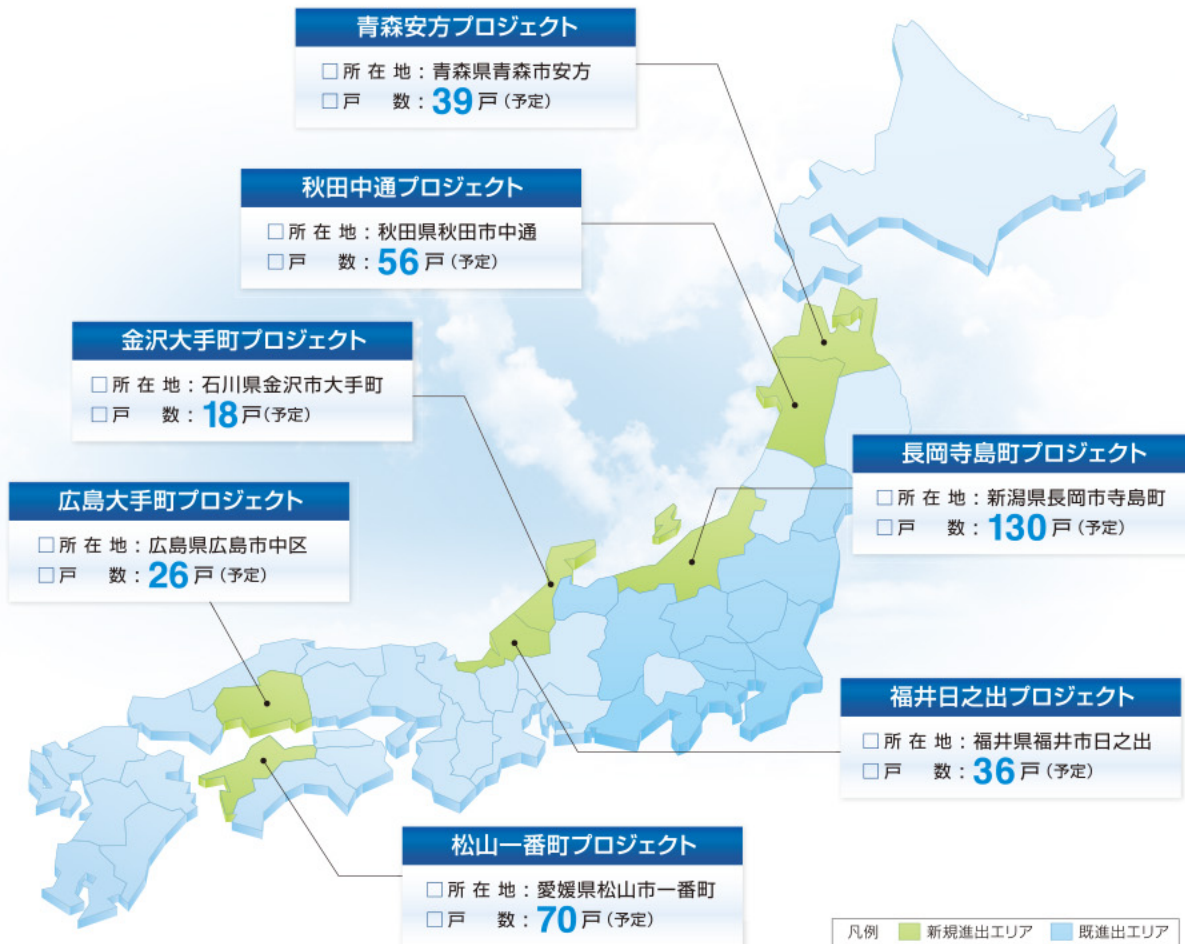 青森安方プロジェクト
□所在地：青森県青森市安方
□戸　数：39戸（予定）
秋田中通プロジェクト
□所在地：秋田県秋田市中通
□戸　数：56戸（予定）
金沢大手町プロジェクト
□所在地：石川県金沢市大手町
□戸　数：18戸（予定）
長岡寺島町プロジェクト
□所在地：新潟県長岡市寺島町
□戸　数：130戸（予定）
広島大手町プロジェクト
□所在地：広島県広島市中区
□戸　数：26戸（予定）
福井日之出プロジェクト
□所在地：福井県福井市日之出
□戸　数：36戸（予定）
松山一番町プロジェクト
□所在地：愛媛県松山市一番町
□戸　数：70戸（予定）
凡例　新規進出エリア　既進出エリア